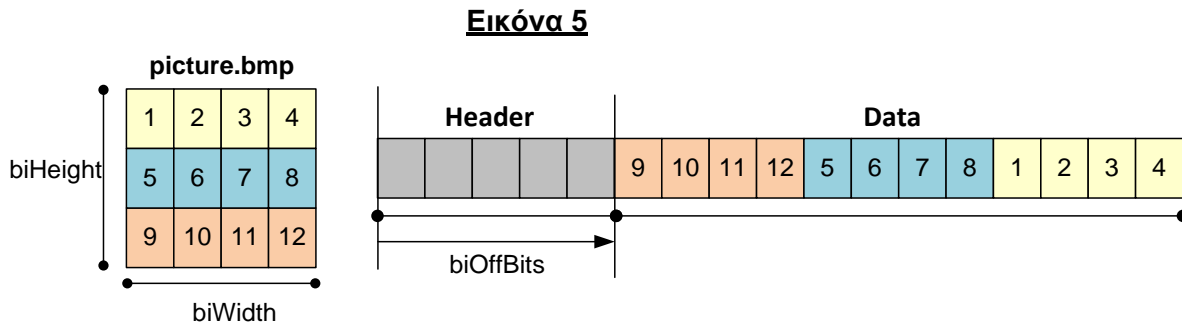 Εικόνα 5
picture.bmp
1 2 3 4
biHeight 5 6 7 8
9 10 11 12
biWidth
Header Data
9 10 11 12 5 6 7 8 1 2 3 4
biOffBits